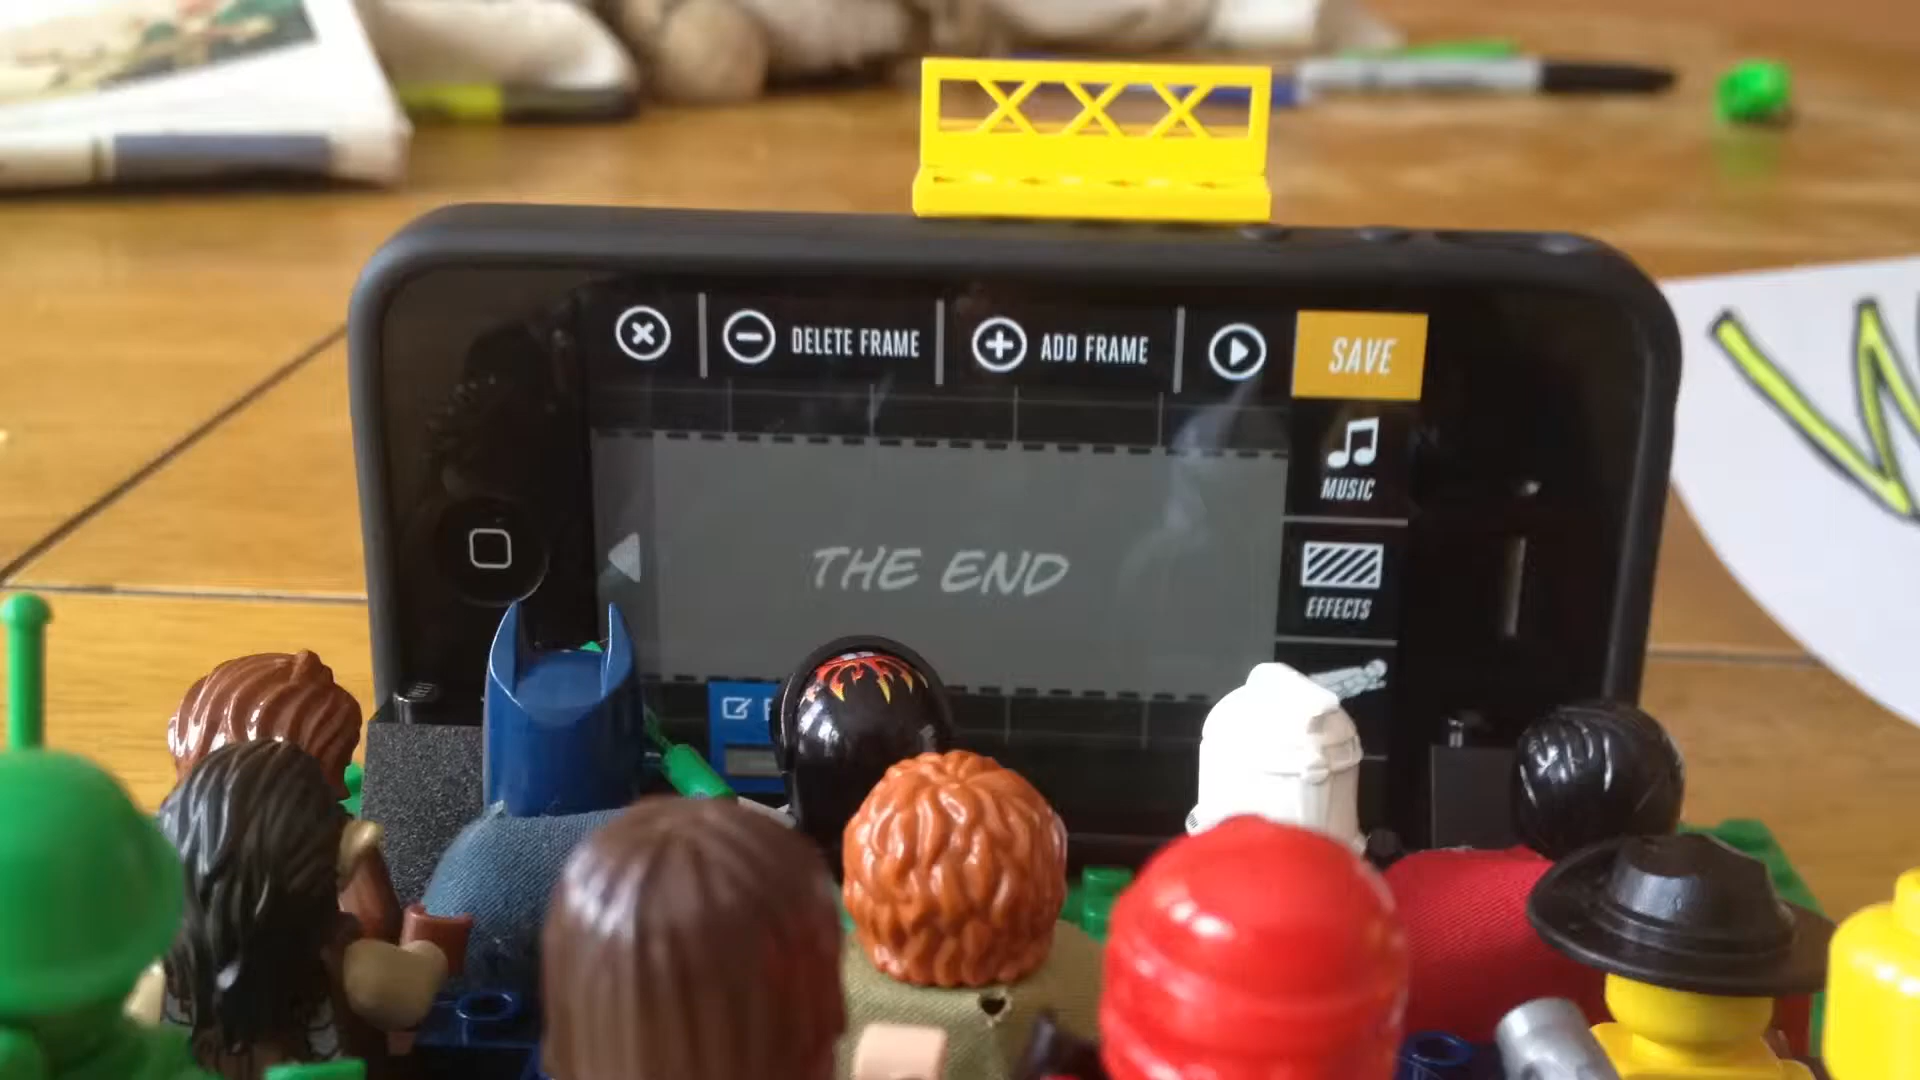 DELETE FRAME
ADD FRAME
SAVE
MUSIC
THE END
EFFECTS